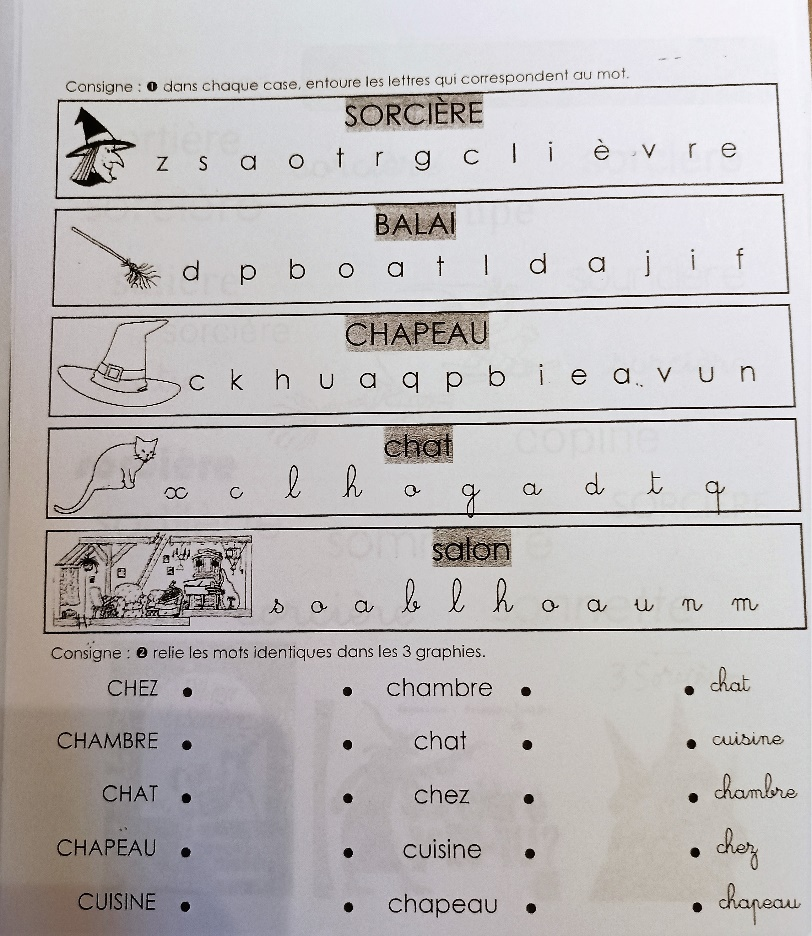 Consigne : ❶ dans chaque case, entoure les lettres qui correspondent au mot.
SORCIÈRE
z s a o t r g c l i è v r e
BALAI
d p b o a t l d a j i f
CHAPEAU
c k h u a q p b i e a v u n
chat
x c l h o g a d t q
salon
s o a b l h o a u n m
Consigne : ❷ relie les mots identiques dans les 3 graphies.
CHEZ • • chambre • • chat
CHAMBRE • • chat • • cuisine
CHAT • • chez • • chambre
CHAPEAU • • cuisine • • chez
CUISINE • • chapeau • • chapeau